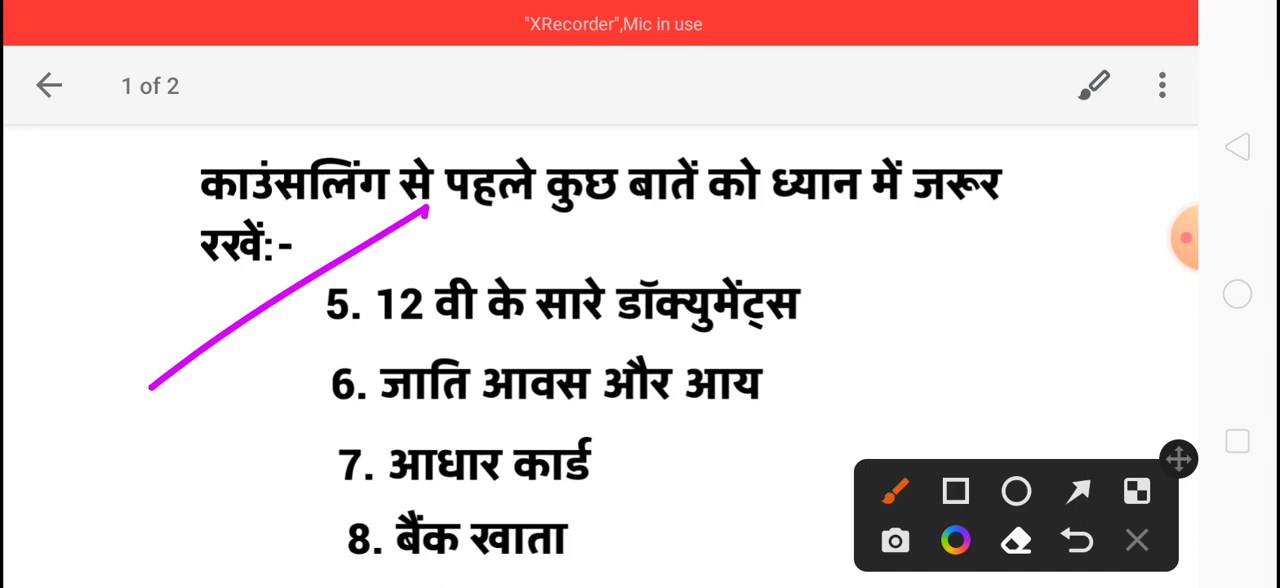 "XRecorder",Mic in use
1 of 2
काउंसलिंग से पहले कुछ बातें को ध्यान में जरूर
रखें:-
5. 12 वी के सारे डॉक्युमेंट्स
6. जाति आवस और आय
7. आधार कार्ड
8. बैंक खाता